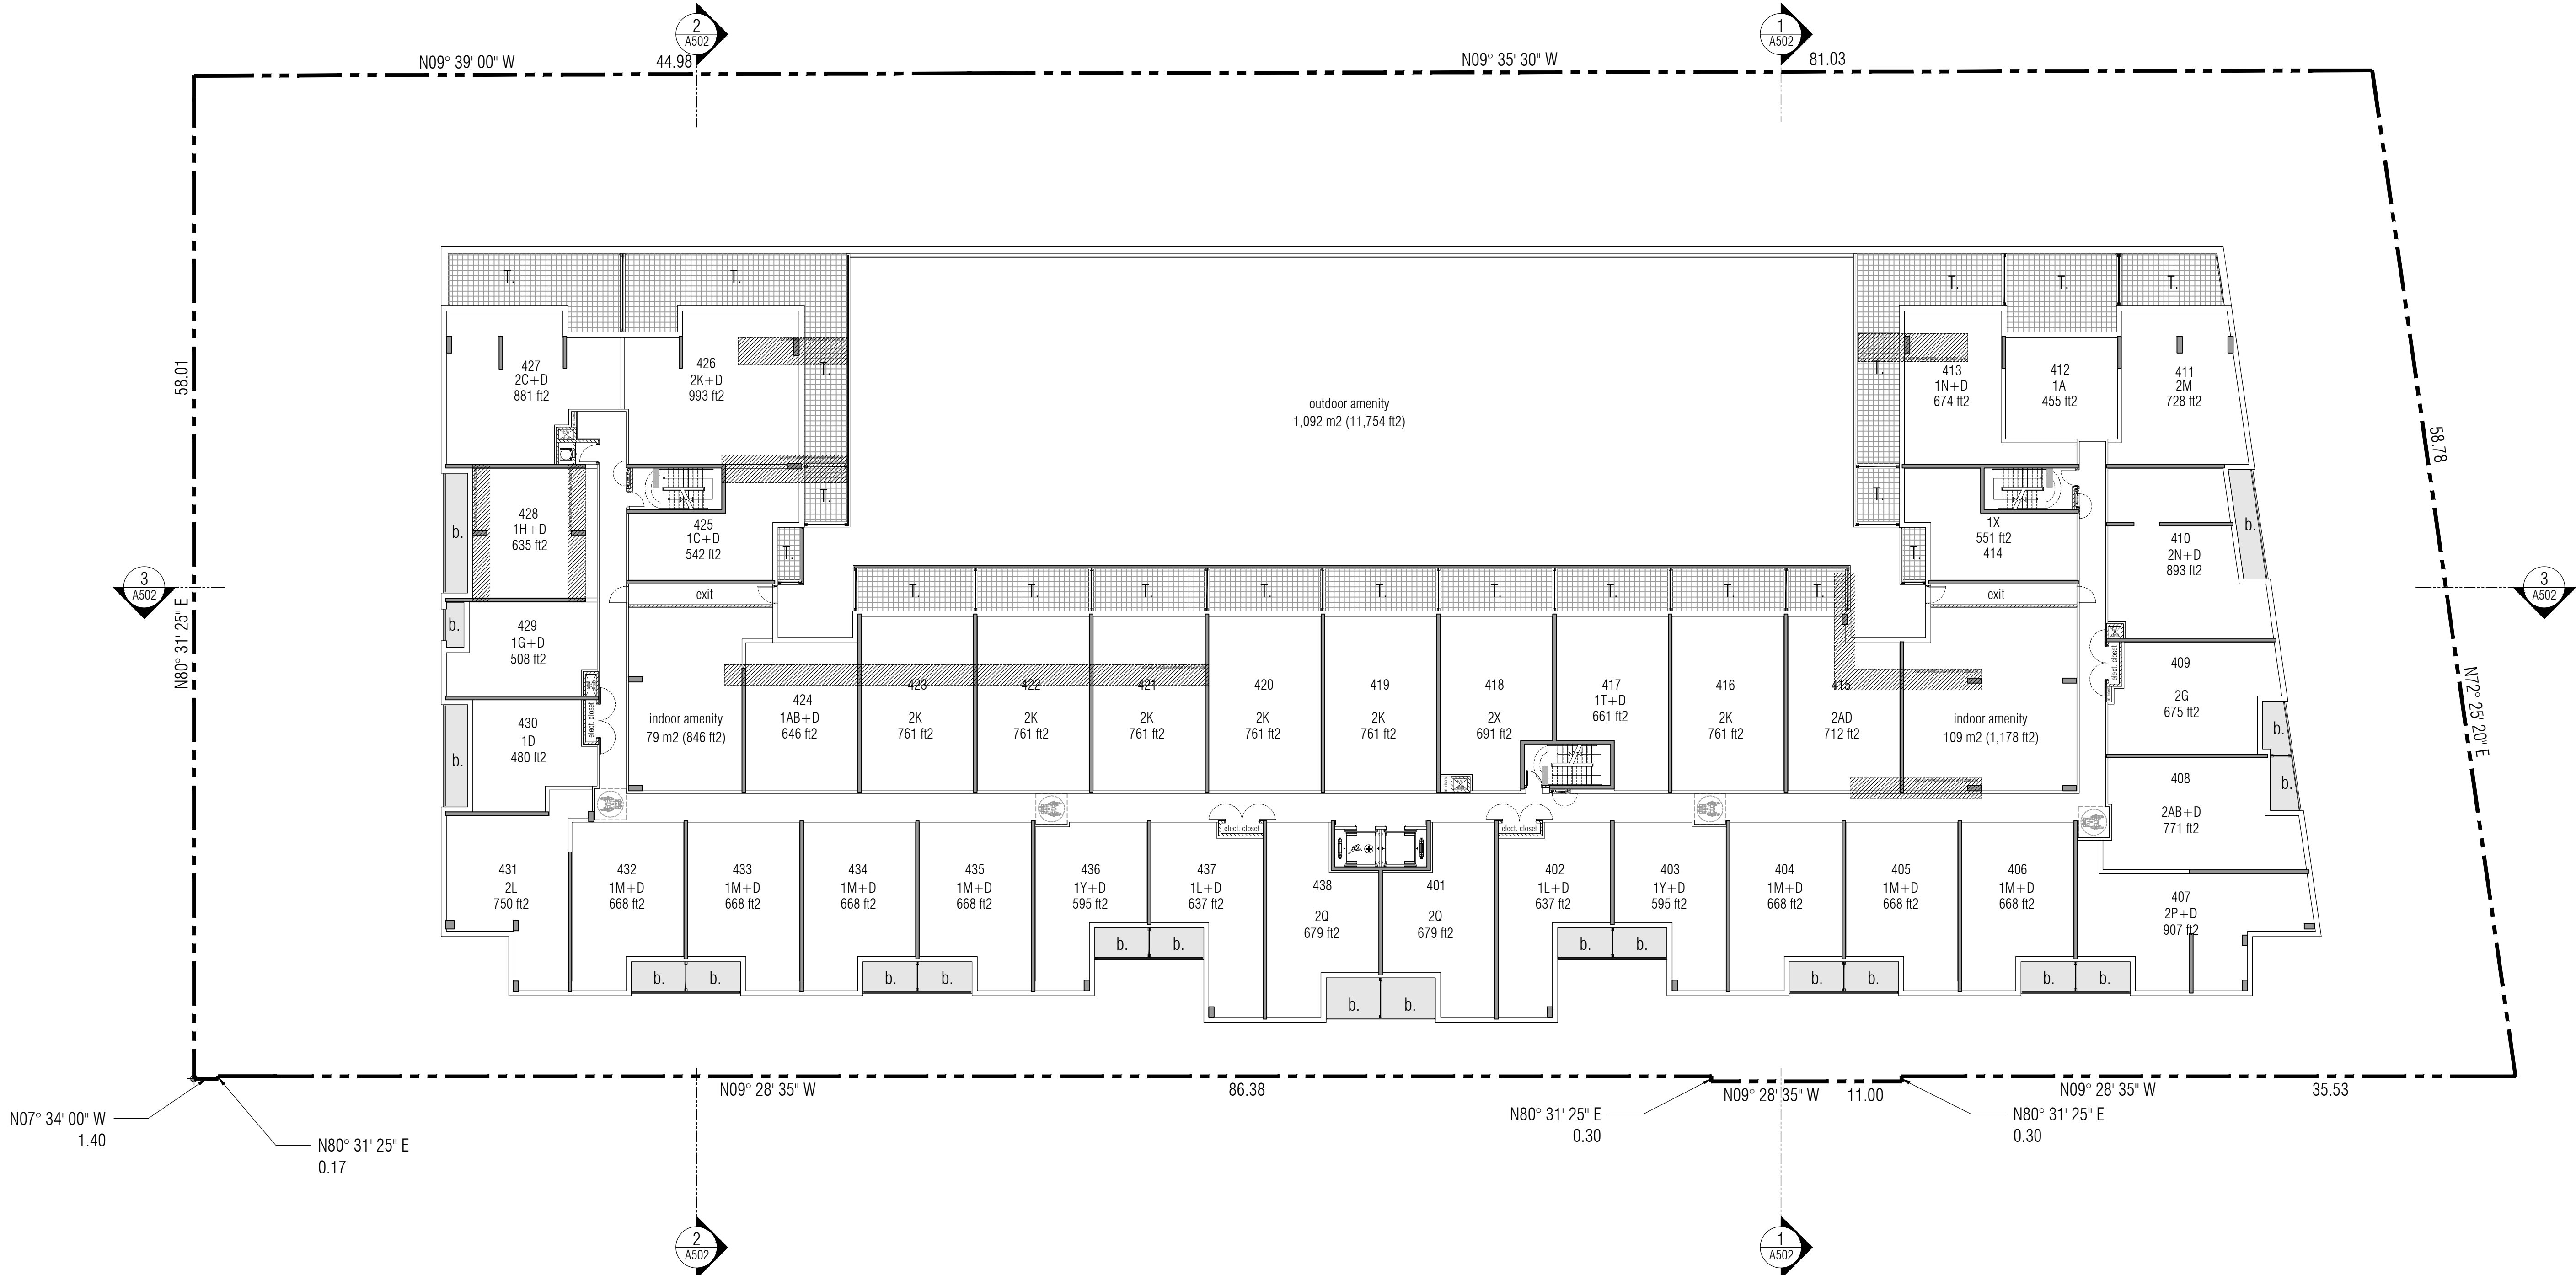 2
A502
1
A502
N09° 39' 00" W
44.98
N09° 35' 30" W
81.03
58.01
N80° 31' 25" E
58.78
N72° 25' 20" E
3
A502
3
A502
T.
T.
T.
T.
T.
T.
T.
T.
T.
T.
427
2C+D
881 ft2
426
2K+D
993 ft2
outdoor amenity
1,092 m2 (11,754 ft2)
413
1N+D
674 ft2
412
1A
455 ft2
411
2M
728 ft2
b.
428
1H+D
635 ft2
425
1C+D
542 ft2
T.
T.
1X
551 ft2
414
410
2N+D
893 ft2
b.
exit
exit
T.
T.
T.
T.
T.
T.
T.
b.
429
1G+D
508 ft2
409
2G
675 ft2
elect. closet
b.
430
1D
480 ft2
elect. closet
indoor amenity
79 m2 (846 ft2)
424
1AB+D
646 ft2
423
2K
761 ft2
422
2K
761 ft2
421
2K
761 ft2
420
2K
761 ft2
419
2K
761 ft2
418
2X
691 ft2
417
1T+D
661 ft2
416
2K
761 ft2
415
2AD
712 ft2
indoor amenity
109 m2 (1,178 ft2)
b.
b.
408
2AB+D
771 ft2
elect. closet
elect. closet
431
2L
750 ft2
432
1M+D
668 ft2
433
1M+D
668 ft2
434
1M+D
668 ft2
435
1M+D
668 ft2
436
1Y+D
595 ft2
437
1L+D
637 ft2
438
2Q
679 ft2
401
2Q
679 ft2
402
1L+D
637 ft2
403
1Y+D
595 ft2
404
1M+D
668 ft2
405
1M+D
668 ft2
406
1M+D
668 ft2
407
2P+D
907 ft2
b.
b.
b.
b.
b.
b.
b.
b.
b.
b.
b.
b.
b.
b.
N09° 28' 35" W
86.38
N09° 28' 35" W
11.00
N09° 28' 35" W
35.53
N07° 34' 00" W
1.40
N80° 31' 25" E
0.17
N80° 31' 25" E
0.30
N80° 31' 25" E
0.30
2
A502
1
A502